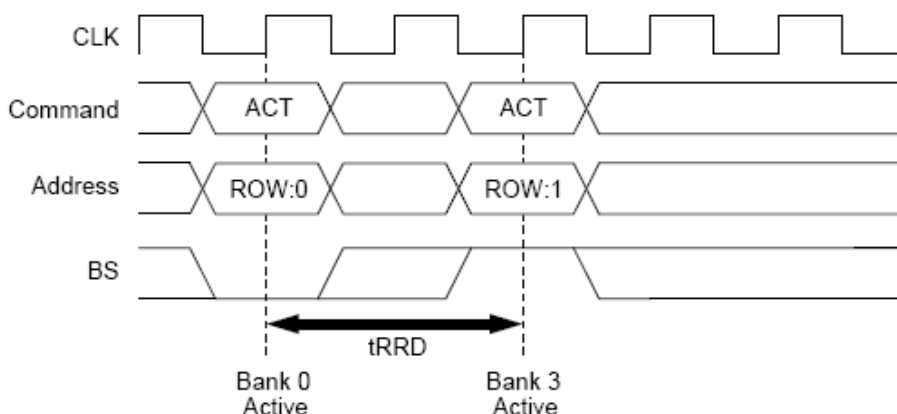 CLK
Command ACT ACT
Address ROW:0 ROW:1
BS
tRRD
Bank 0 Bank 3
Active Active